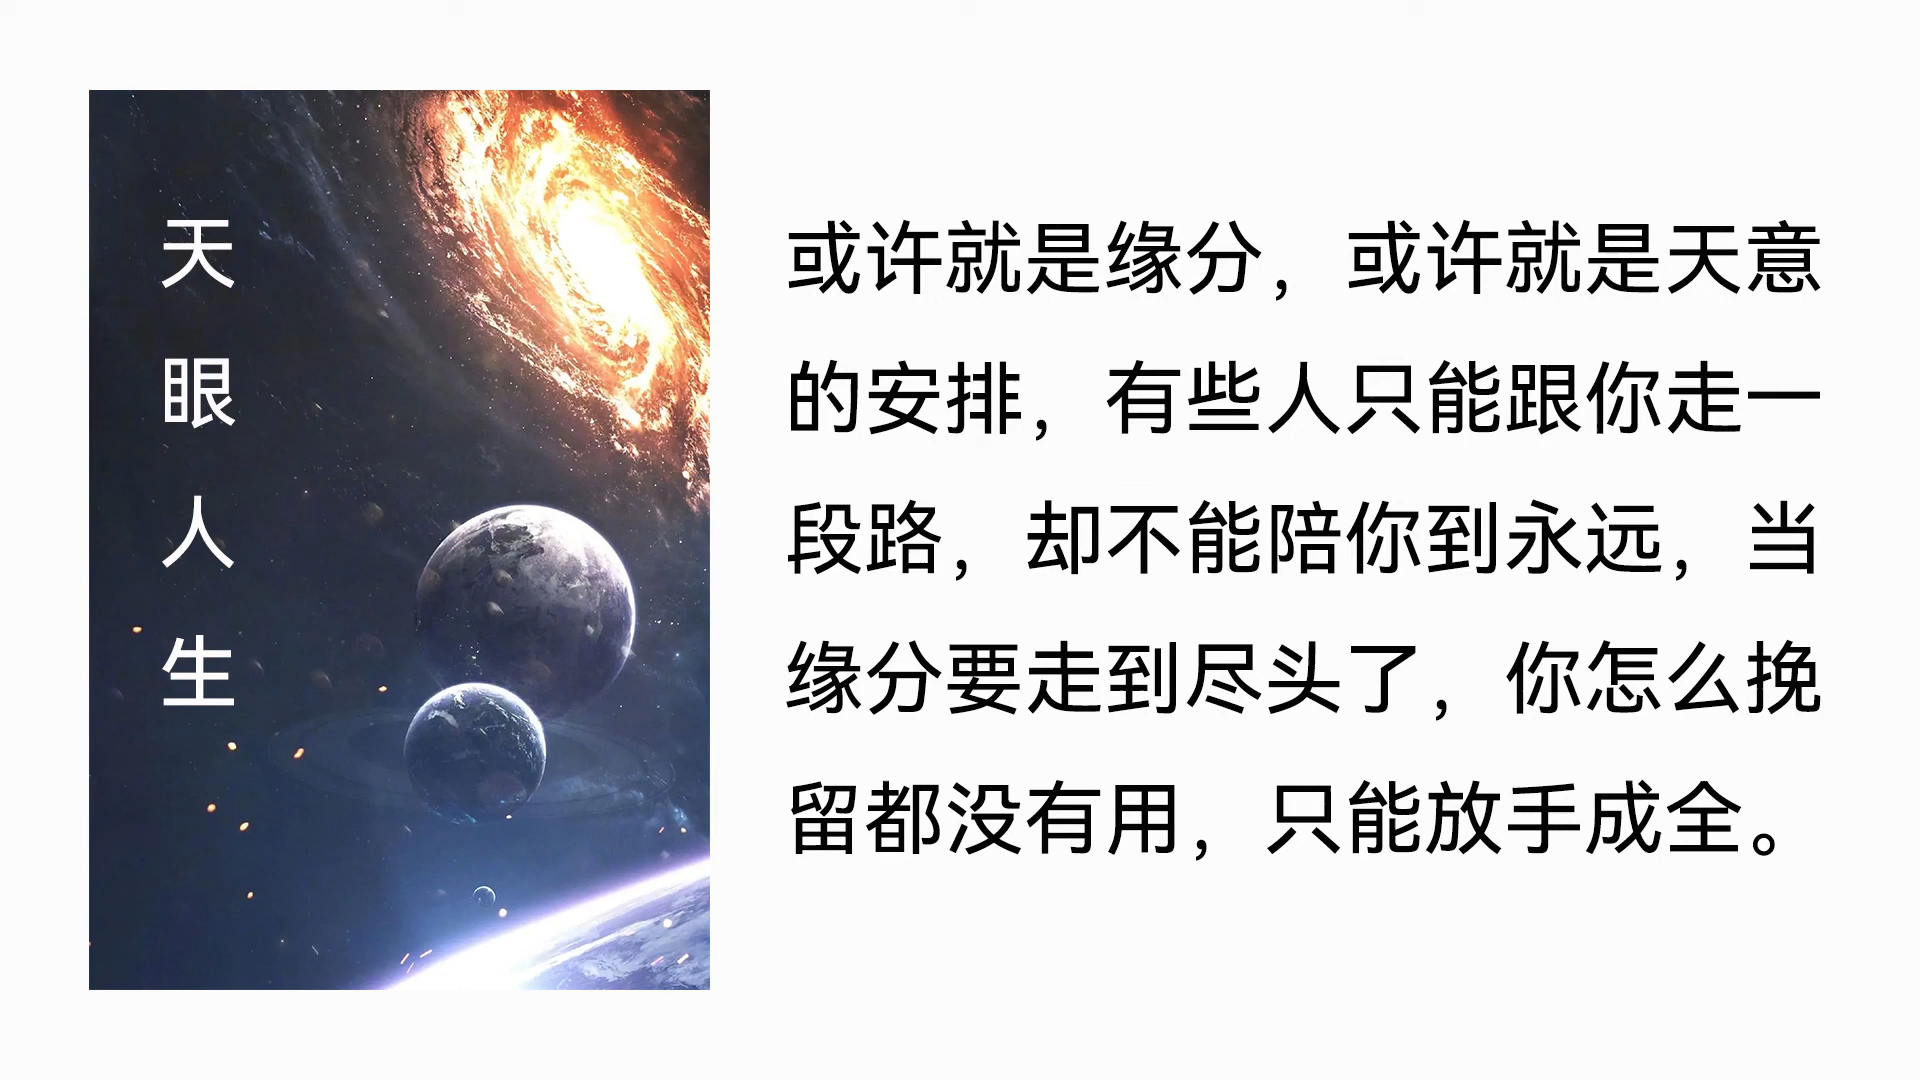 天眼人生
或许就是缘分，或许就是天意
的安排，有些人只能跟你走一
段路，却不能陪你到永远，当
缘分要走到尽头了，你怎么挽
留都没有用，只能放手成全。